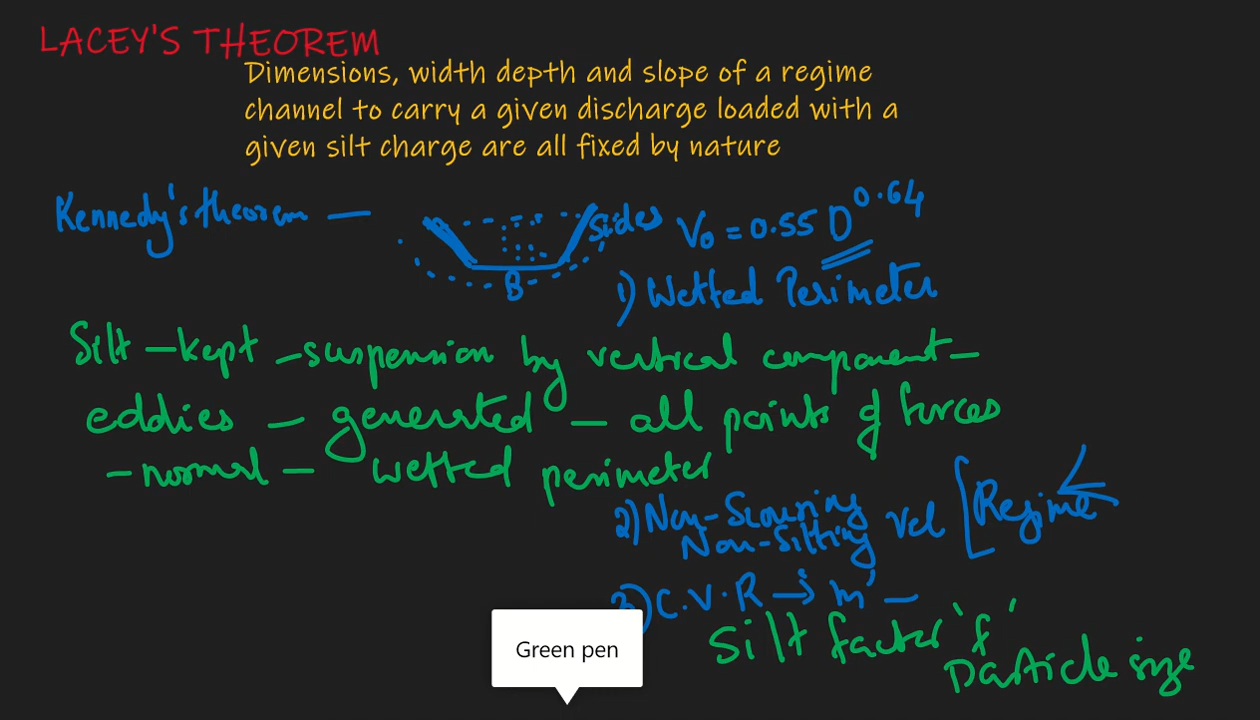 LACEY'S THEOREM
Dimensions, width depth and slope of a regime
channel to carry a given discharge loaded with a
given silt charge are all fixed by nature
Kennedy's theorem —
Sides
B
V₀ = 0.55 D^0.64
1) Wetted Perimeter
Silt – kept – suspension by vertical component –
eddies – generated – all points of forces
– normal – wetted perimeter
2) Non-Scouring
Non-Silting Vel [Regime
3) C.V.R → 'm' –
Silt factor 'f'
Particle size
Green pen